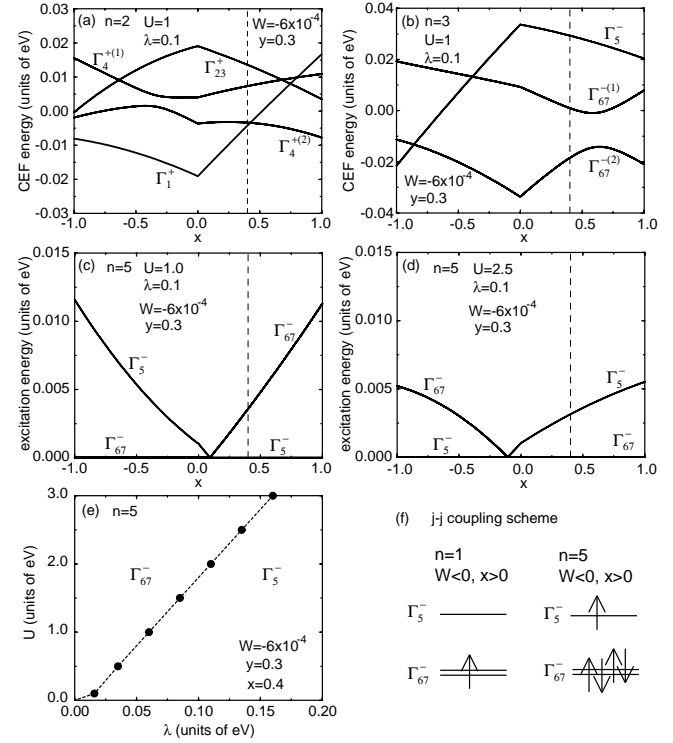 (a) n=2 U=1 W=-6x10⁻⁴
λ=0.1 y=0.3
Γ₄⁺⁽¹⁾
Γ₂₃⁺
Γ₄⁺⁽²⁾
Γ₁⁺
CEF energy (units of eV)
0.03
0.02
0.01
0.00
-0.01
-0.02
-0.03
-1.0 -0.5 0.0 0.5 1.0
x
(b) n=3
U=1
λ=0.1
Γ₅⁻
Γ₆₇⁻⁽¹⁾
Γ₆₇⁻⁽²⁾
W=-6x10⁻⁴
y=0.3
CEF energy (units of eV)
0.04
0.02
0.00
-0.02
-0.04
-1.0 -0.5 0.0 0.5 1.0
x
(c) n=5 U=1.0
λ=0.1
W=-6x10⁻⁴
y=0.3
Γ₆₇⁻
Γ₅⁻
Γ₆₇⁻ Γ₅⁻
excitation energy (units of eV)
0.015
0.010
0.005
0.000
-1.0 -0.5 0.0 0.5 1.0
x
(d) n=5 U=2.5
λ=0.1
W=-6x10⁻⁴
y=0.3
Γ₆₇⁻ Γ₅⁻
Γ₅⁻ Γ₆₇⁻
excitation energy (units of eV)
0.015
0.010
0.005
0.000
-1.0 -0.5 0.0 0.5 1.0
x
(e) n=5
Γ₆₇⁻ Γ₅⁻
W=-6x10⁻⁴
y=0.3
x=0.4
U (units of eV)
3.0
2.0
1.0
0.0
0.00 0.05 0.10 0.15 0.20
λ (units of eV)
(f) j-j coupling scheme
n=1 n=5
W<0, x>0 W<0, x>0
Γ₅⁻ Γ₅⁻
Γ₆₇⁻ Γ₆₇⁻